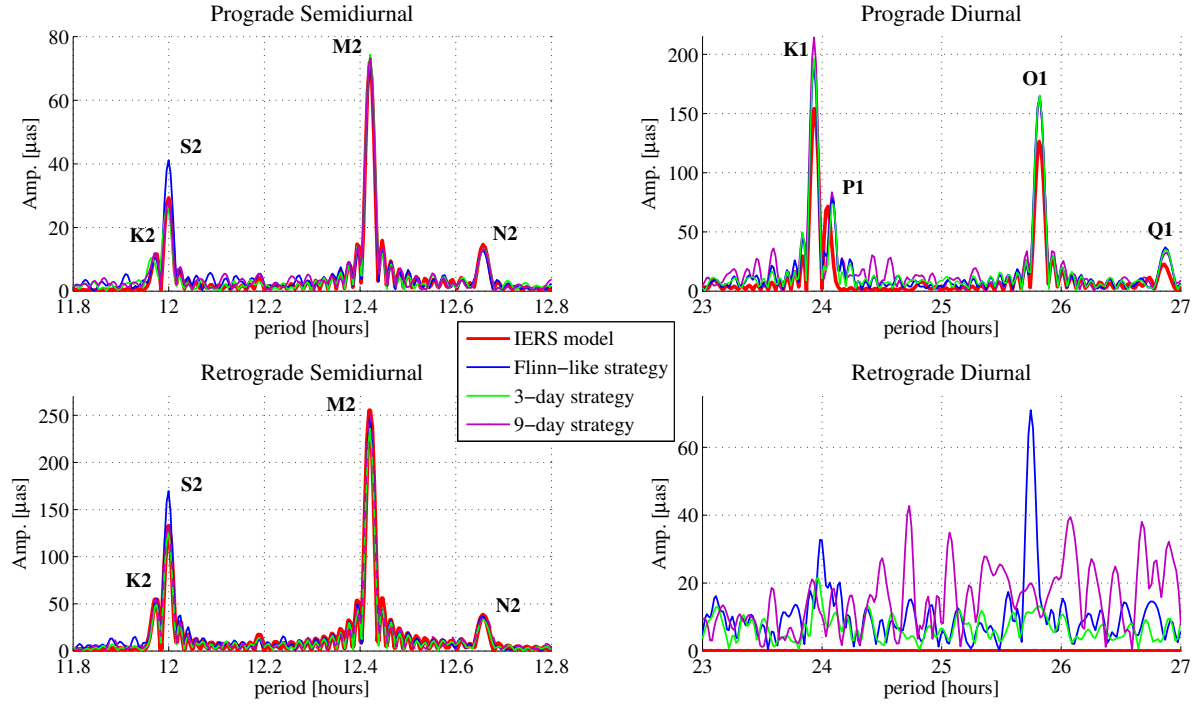 Prograde Semidiurnal
Amp. [µas]
80
60
40
20
0
K2
S2
M2
N2
11.8 12 12.2 12.4 12.6 12.8
period [hours]
Prograde Diurnal
Amp. [µas]
200
150
100
50
0
K1
P1
O1
Q1
23 24 25 26 27
period [hours]
IERS model
Flinn−like strategy
3−day strategy
9−day strategy
Retrograde Semidiurnal
Amp. [µas]
250
200
150
100
50
0
K2
S2
M2
N2
11.8 12 12.2 12.4 12.6 12.8
period [hours]
Retrograde Diurnal
Amp. [µas]
60
40
20
0
23 24 25 26 27
period [hours]